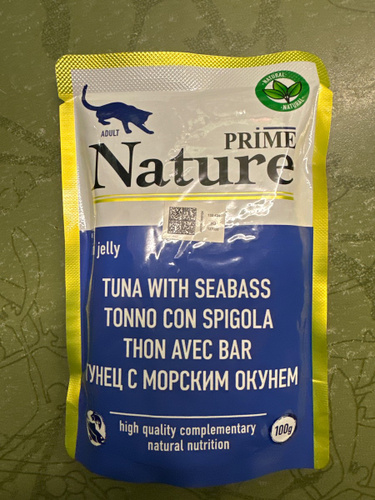 NATURAL
NATURAL
ADULT
PRIME
Nature
jelly
TUNA WITH SEABASS
TONNO CON SPIGOLA
THON AVEC BAR
ТУНЕЦ С МОРСКИМ ОКУНЕМ
high quality complementary
natural nutrition
100g